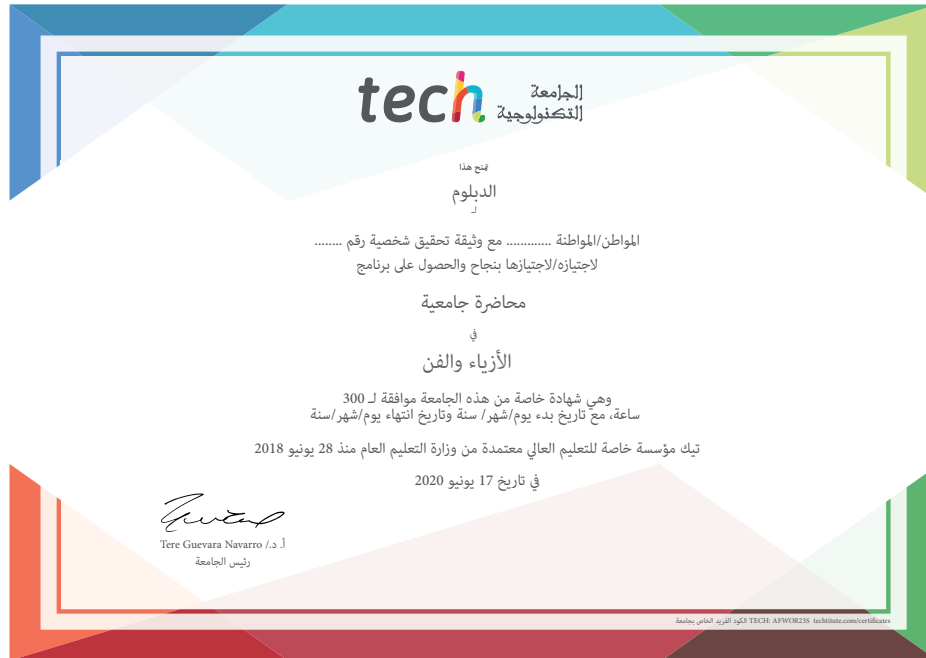 tech الجامعة
التكنولوجية
يمنح هذا
الدبلوم
لـ
المواطن/المواطنة ............. مع وثيقة تحقيق شخصية رقم ........
لاجتيازه/لاجتيازها بنجاح والحصول على برنامج
محاضرة جامعية
في
الأزياء والفن
وهي شهادة خاصة من هذه الجامعة موافقة لـ 300
ساعة، مع تاريخ بدء يوم/شهر/ سنة وتاريخ انتهاء يوم/شهر/سنة
تيك مؤسسة خاصة للتعليم العالي معتمدة من وزارة التعليم العام منذ 28 يونيو 2018
في تاريخ 17 يونيو 2020
أ. د./ Tere Guevara Navarro
رئيس الجامعة
الكود الفريد الخاص بجامعة TECH: AFWOR23S techtitute.com/certificates